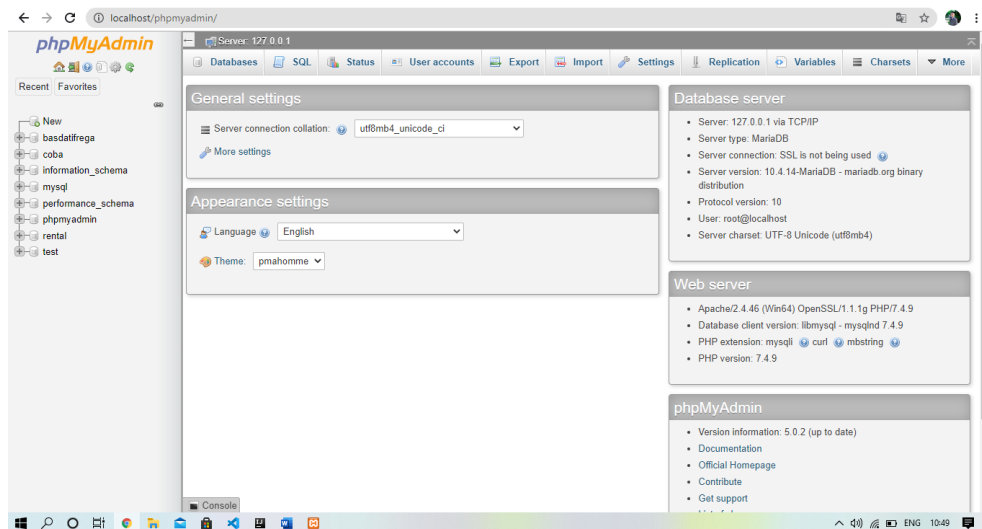 localhost/phpmyadmin/
phpMyAdmin
Recent Favorites
New
basdatifrega
coba
information_schema
mysql
performance_schema
phpmyadmin
rental
test
Server: 127.0.0.1
Databases SQL Status User accounts Export Import Settings Replication Variables Charsets More
General settings
Server connection collation: utf8mb4_unicode_ci
More settings
Appearance settings
Language English
Theme: pmahomme
Database server
Server: 127.0.0.1 via TCP/IP
Server type: MariaDB
Server connection: SSL is not being used
Server version: 10.4.14-MariaDB - mariadb.org binary
distribution
Protocol version: 10
User: root@localhost
Server charset: UTF-8 Unicode (utf8mb4)
Web server
Apache/2.4.46 (Win64) OpenSSL/1.1.1g PHP/7.4.9
Database client version: libmysql - mysqlnd 7.4.9
PHP extension: mysqli curl mbstring
PHP version: 7.4.9
phpMyAdmin
Version information: 5.0.2 (up to date)
Documentation
Official Homepage
Contribute
Get support
Console
ENG 10:49